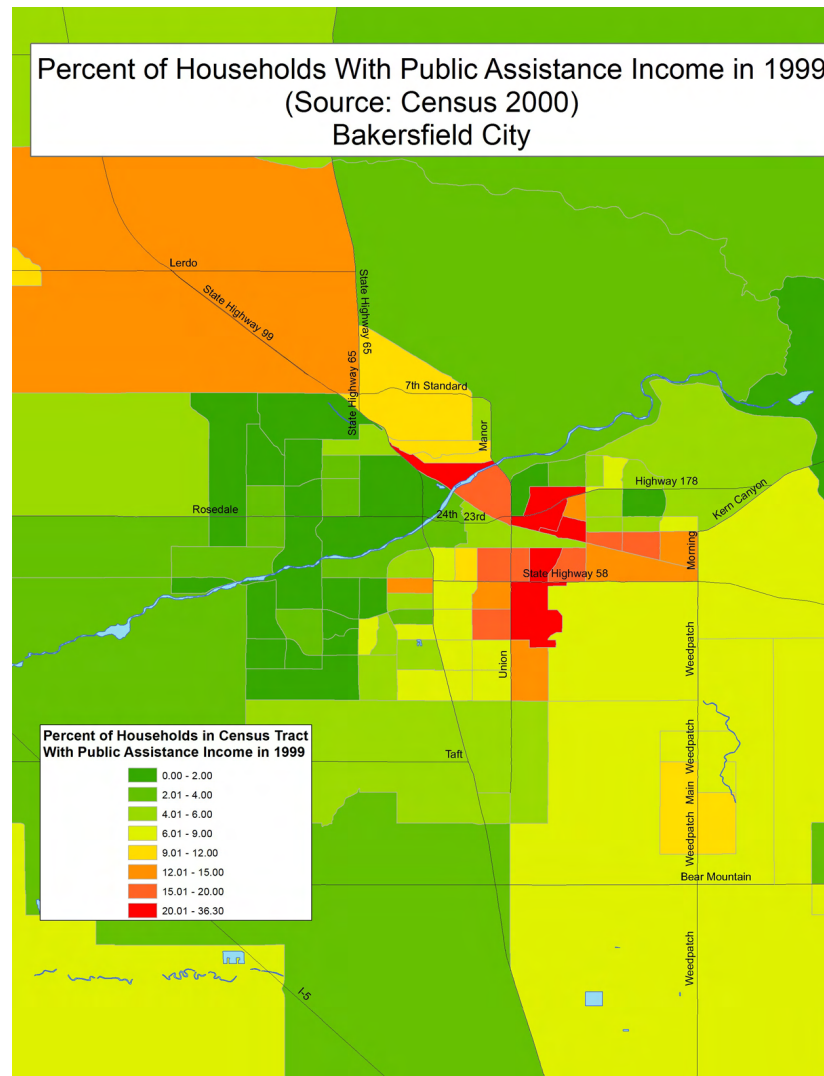 Percent of Households With Public Assistance Income in 1999
(Source: Census 2000)
Bakersfield City
Lerdo
State Highway 99
State Highway 65
State Highway 65
7th Standard
Manor
Highway 178
Kern Canyon
Rosedale
24th
23rd
Morning
State Highway 58
Union
Weedpatch
Taft
Weedpatch
Main
Weedpatch
Bear Mountain
Weedpatch
I-5
Percent of Households in Census Tract
With Public Assistance Income in 1999
0.00 - 2.00
2.01 - 4.00
4.01 - 6.00
6.01 - 9.00
9.01 - 12.00
12.01 - 15.00
15.01 - 20.00
20.01 - 36.30